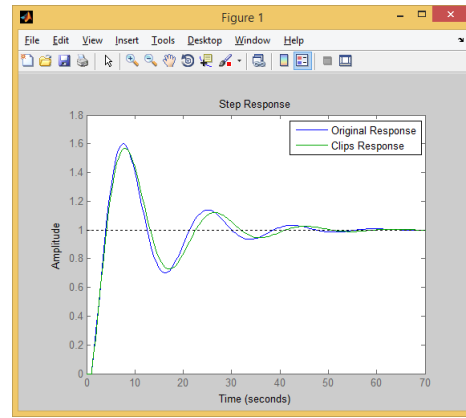 Figure 1
File Edit View Insert Tools Desktop Window Help
Step Response
Original Response
Clips Response
Amplitude
1.8
1.6
1.4
1.2
1
0.8
0.6
0.4
0.2
0
0 10 20 30 40 50 60 70
Time (seconds)